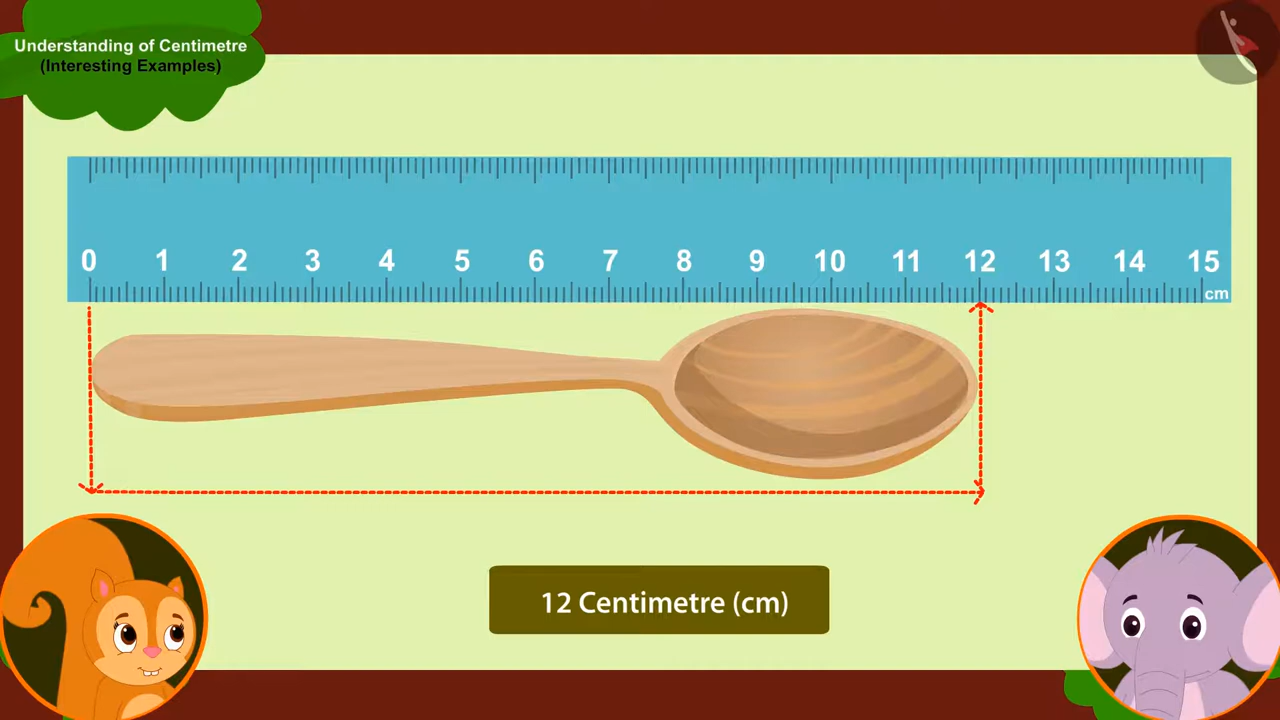 Understanding of Centimetre
(Interesting Examples)
0 1 2 3 4 5 6 7 8 9 10 11 12 13 14 15
cm
12 Centimetre (cm)